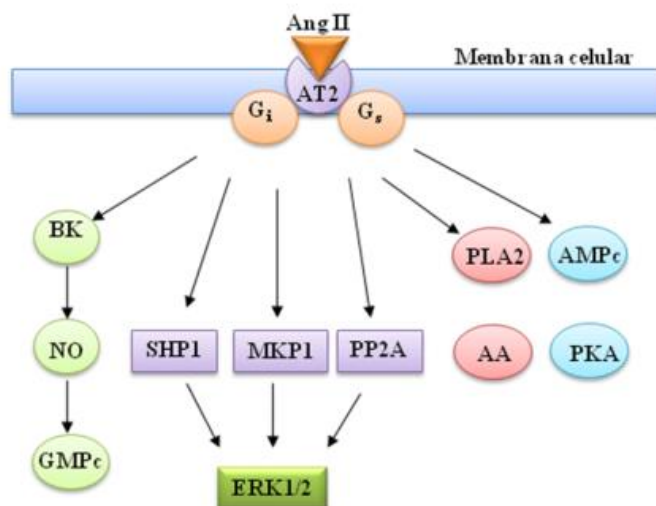 Ang II
Membrana celular
AT2
Gi
Gs
BK
PLA2
AMPc
NO
SHP1
MKP1
PP2A
AA
PKA
GMPc
ERK1/2